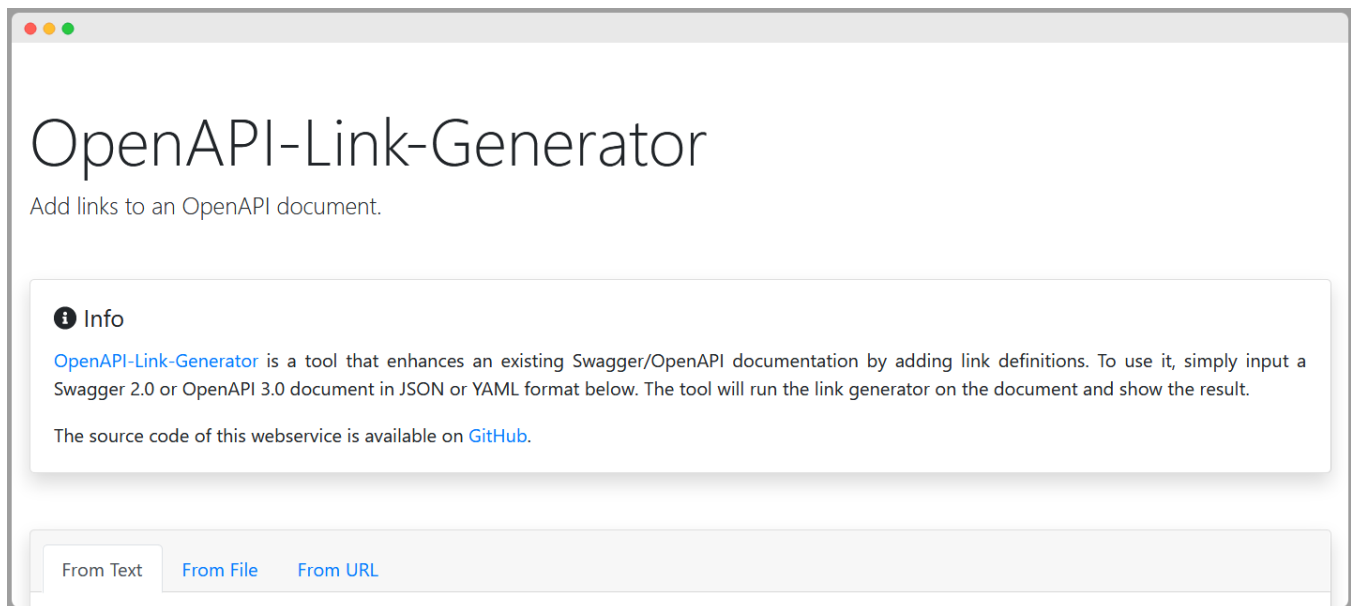 OpenAPI-Link-Generator
Add links to an OpenAPI document.
Info
OpenAPI-Link-Generator is a tool that enhances an existing Swagger/OpenAPI documentation by adding link definitions. To use it, simply input a
Swagger 2.0 or OpenAPI 3.0 document in JSON or YAML format below. The tool will run the link generator on the document and show the result.
The source code of this webservice is available on GitHub.
From Text From File From URL